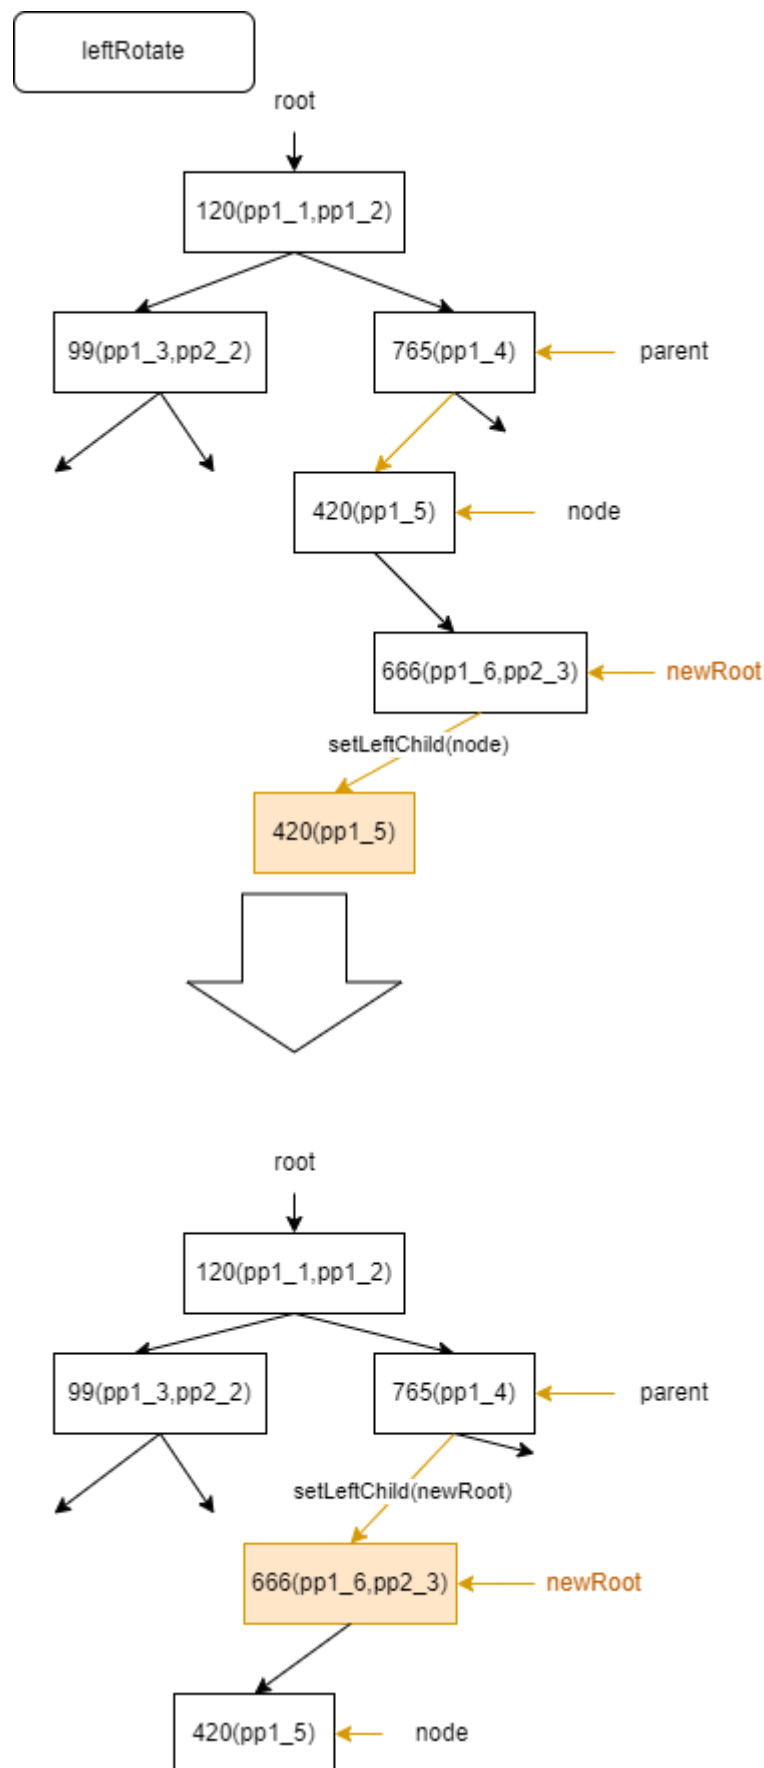 leftRotate
root
120(pp1_1,pp1_2)
99(pp1_3,pp2_2)
765(pp1_4)
parent
420(pp1_5)
node
666(pp1_6,pp2_3)
newRoot
setLeftChild(node)
420(pp1_5)
root
120(pp1_1,pp1_2)
99(pp1_3,pp2_2)
765(pp1_4)
parent
setLeftChild(newRoot)
666(pp1_6,pp2_3)
newRoot
420(pp1_5)
node